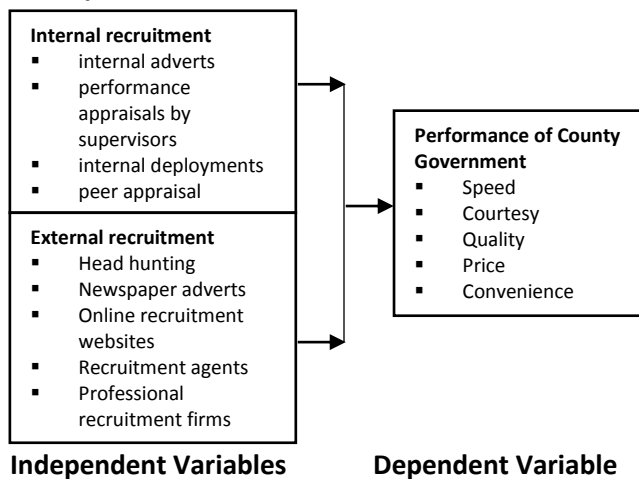 Internal recruitment
▪ internal adverts
▪ performance
appraisals by
supervisors
▪ internal deployments
▪ peer appraisal
External recruitment
▪ Head hunting
▪ Newspaper adverts
▪ Online recruitment
websites
▪ Recruitment agents
▪ Professional
recruitment firms
Performance of County
Government
▪ Speed
▪ Courtesy
▪ Quality
▪ Price
▪ Convenience
Independent Variables
Dependent Variable